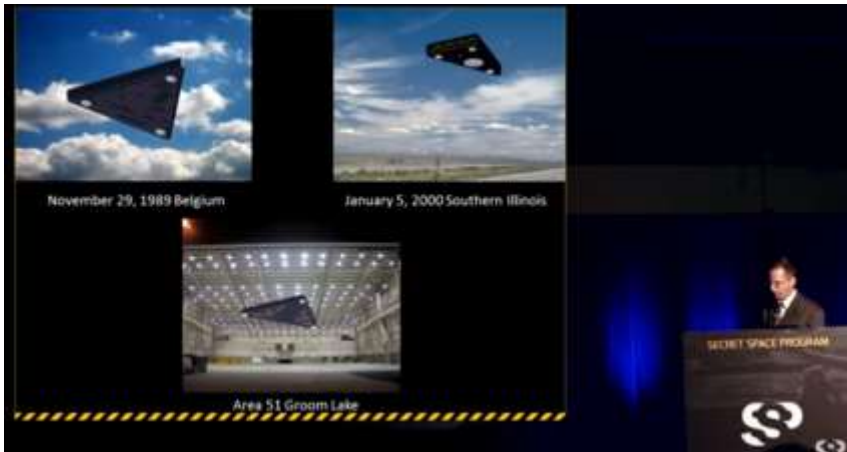 November 29, 1989 Belgium
January 5, 2000 Southern Illinois
Area 51 Groom Lake
SECRET SPACE PROGRAM